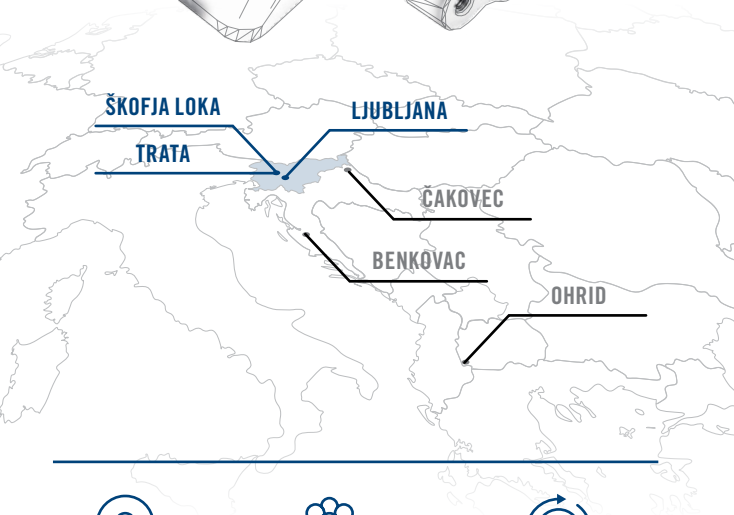 ŠKOFJA LOKA
LJUBLJANA
TRATA
ČAKOVEC
BENKOVAC
OHRID